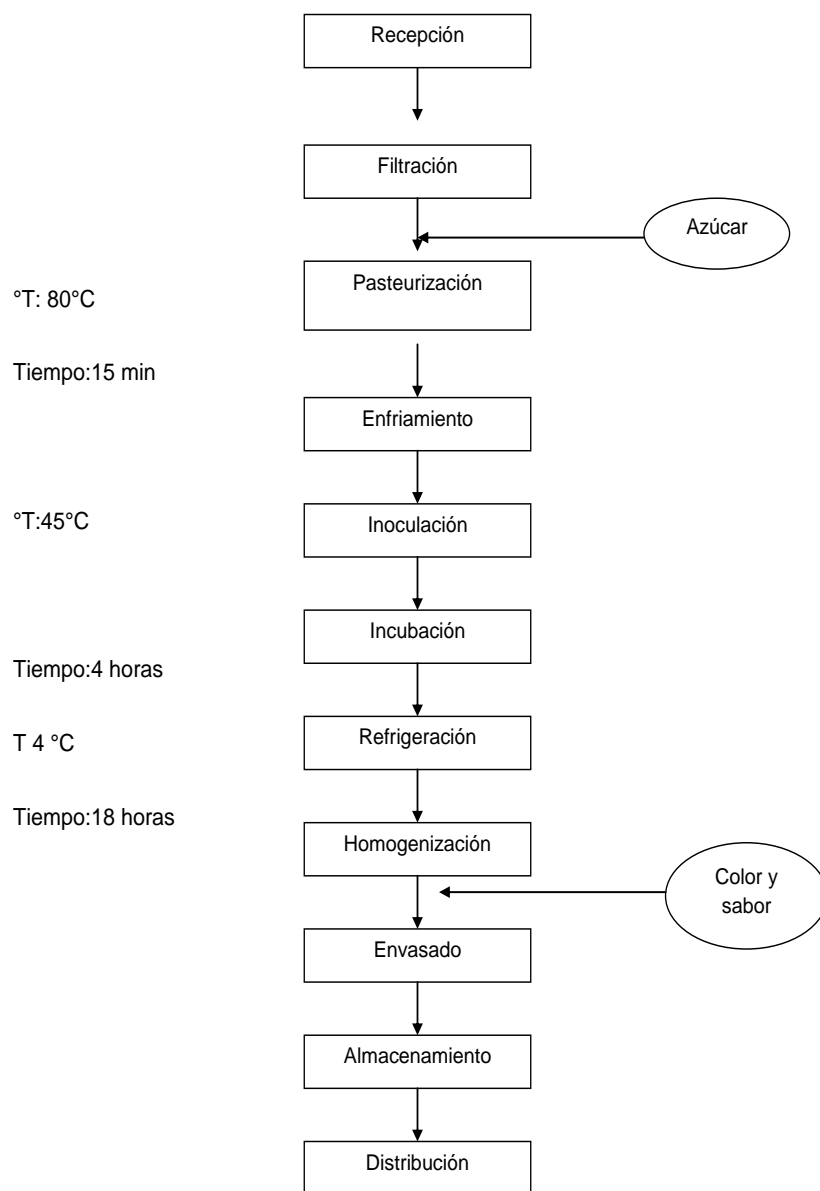 Recepción
Filtración
Azúcar
Pasteurización
°T: 80°C
Tiempo:15 min
Enfriamiento
°T:45°C
Inoculación
Incubación
Tiempo:4 horas
Refrigeración
T 4 °C
Tiempo:18 horas
Homogenización
Color y
sabor
Envasado
Almacenamiento
Distribución